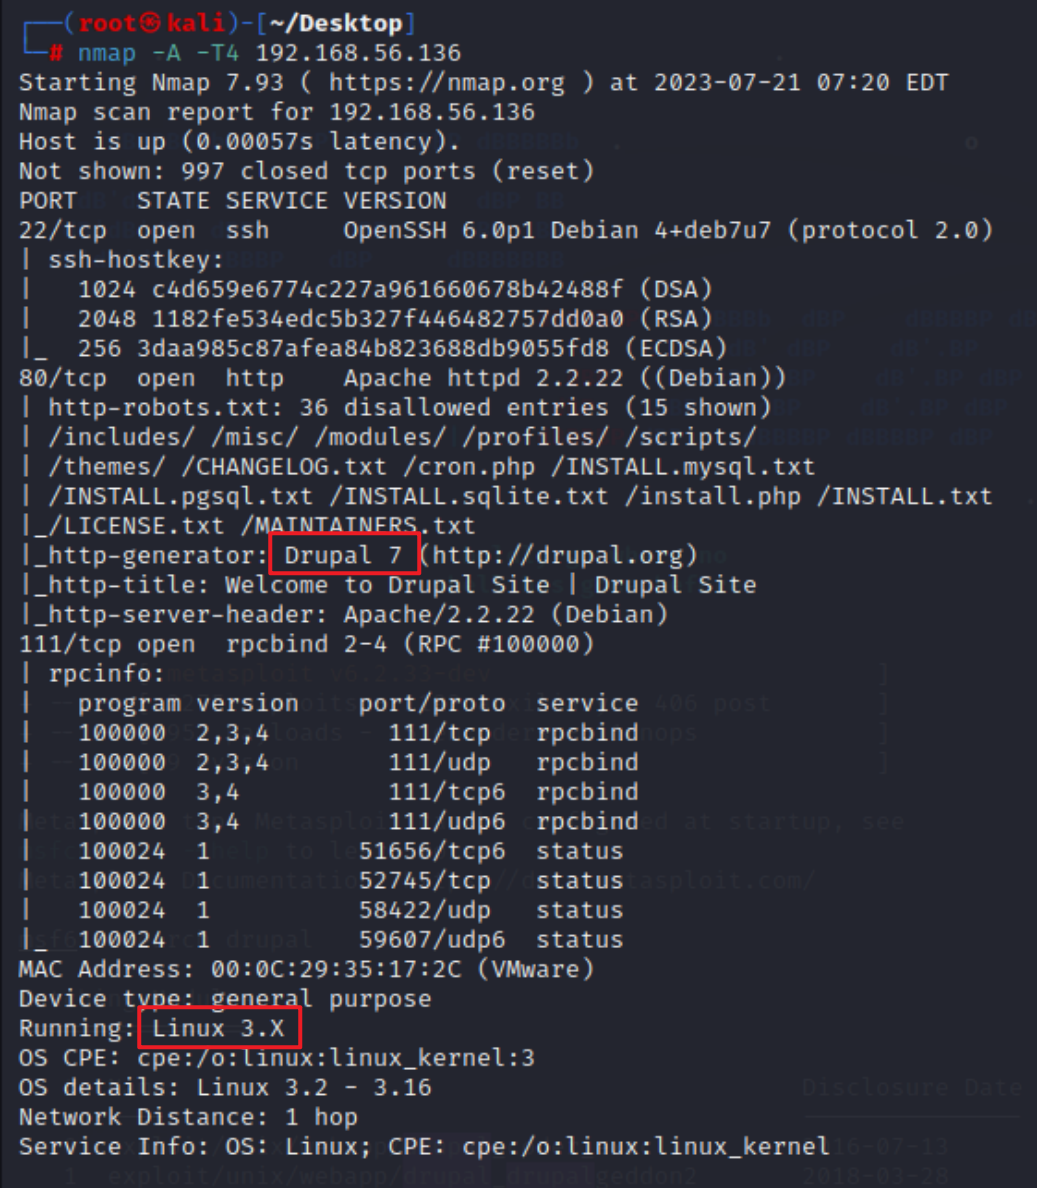 ┌──(root㉿kali)-[~/Desktop]
└─# nmap -A -T4 192.168.56.136
Starting Nmap 7.93 ( https://nmap.org ) at 2023-07-21 07:20 EDT
Nmap scan report for 192.168.56.136
Host is up (0.00057s latency).
Not shown: 997 closed tcp ports (reset)
PORT    STATE SERVICE VERSION
22/tcp  open  ssh     OpenSSH 6.0p1 Debian 4+deb7u7 (protocol 2.0)
| ssh-hostkey:
|   1024 c4d659e6774c227a961660678b42488f (DSA)
|   2048 1182fe534edc5b327f446482757dd0a0 (RSA)
|_  256 3daa985c87afea84b823688db9055fd8 (ECDSA)
80/tcp  open  http    Apache httpd 2.2.22 ((Debian))
| http-robots.txt: 36 disallowed entries (15 shown)
| /includes/ /misc/ /modules/ /profiles/ /scripts/
| /themes/ /CHANGELOG.txt /cron.php /INSTALL.mysql.txt
| /INSTALL.pgsql.txt /INSTALL.sqlite.txt /install.php /INSTALL.txt
|_/LICENSE.txt /MAINTAINERS.txt
|_http-generator: Drupal 7 (http://drupal.org)
|_http-title: Welcome to Drupal Site | Drupal Site
|_http-server-header: Apache/2.2.22 (Debian)
111/tcp open  rpcbind 2-4 (RPC #100000)
| rpcinfo:
|   program version    port/proto  service
|   100000  2,3,4        111/tcp   rpcbind
|   100000  2,3,4        111/udp   rpcbind
|   100000  3,4          111/tcp6  rpcbind
|   100000  3,4          111/udp6  rpcbind
|   100024  1          51656/tcp6  status
|   100024  1          52745/tcp   status
|   100024  1          58422/udp   status
|_  100024  1          59607/udp6  status
MAC Address: 00:0C:29:35:17:2C (VMware)
Device type: general purpose
Running: Linux 3.X
OS CPE: cpe:/o:linux:linux_kernel:3
OS details: Linux 3.2 - 3.16
Network Distance: 1 hop
Service Info: OS: Linux; CPE: cpe:/o:linux:linux_kernel